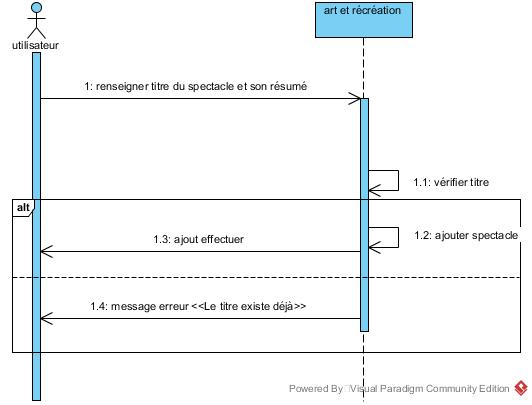 art et récréation
utilisateur
1: renseigner titre du spectacle et son résumé
1.1: vérifier titre
alt
1.2: ajouter spectacle
1.3: ajout effectuer
1.4: message erreur <<Le titre existe déjà>>
Powered By Visual Paradigm Community Edition